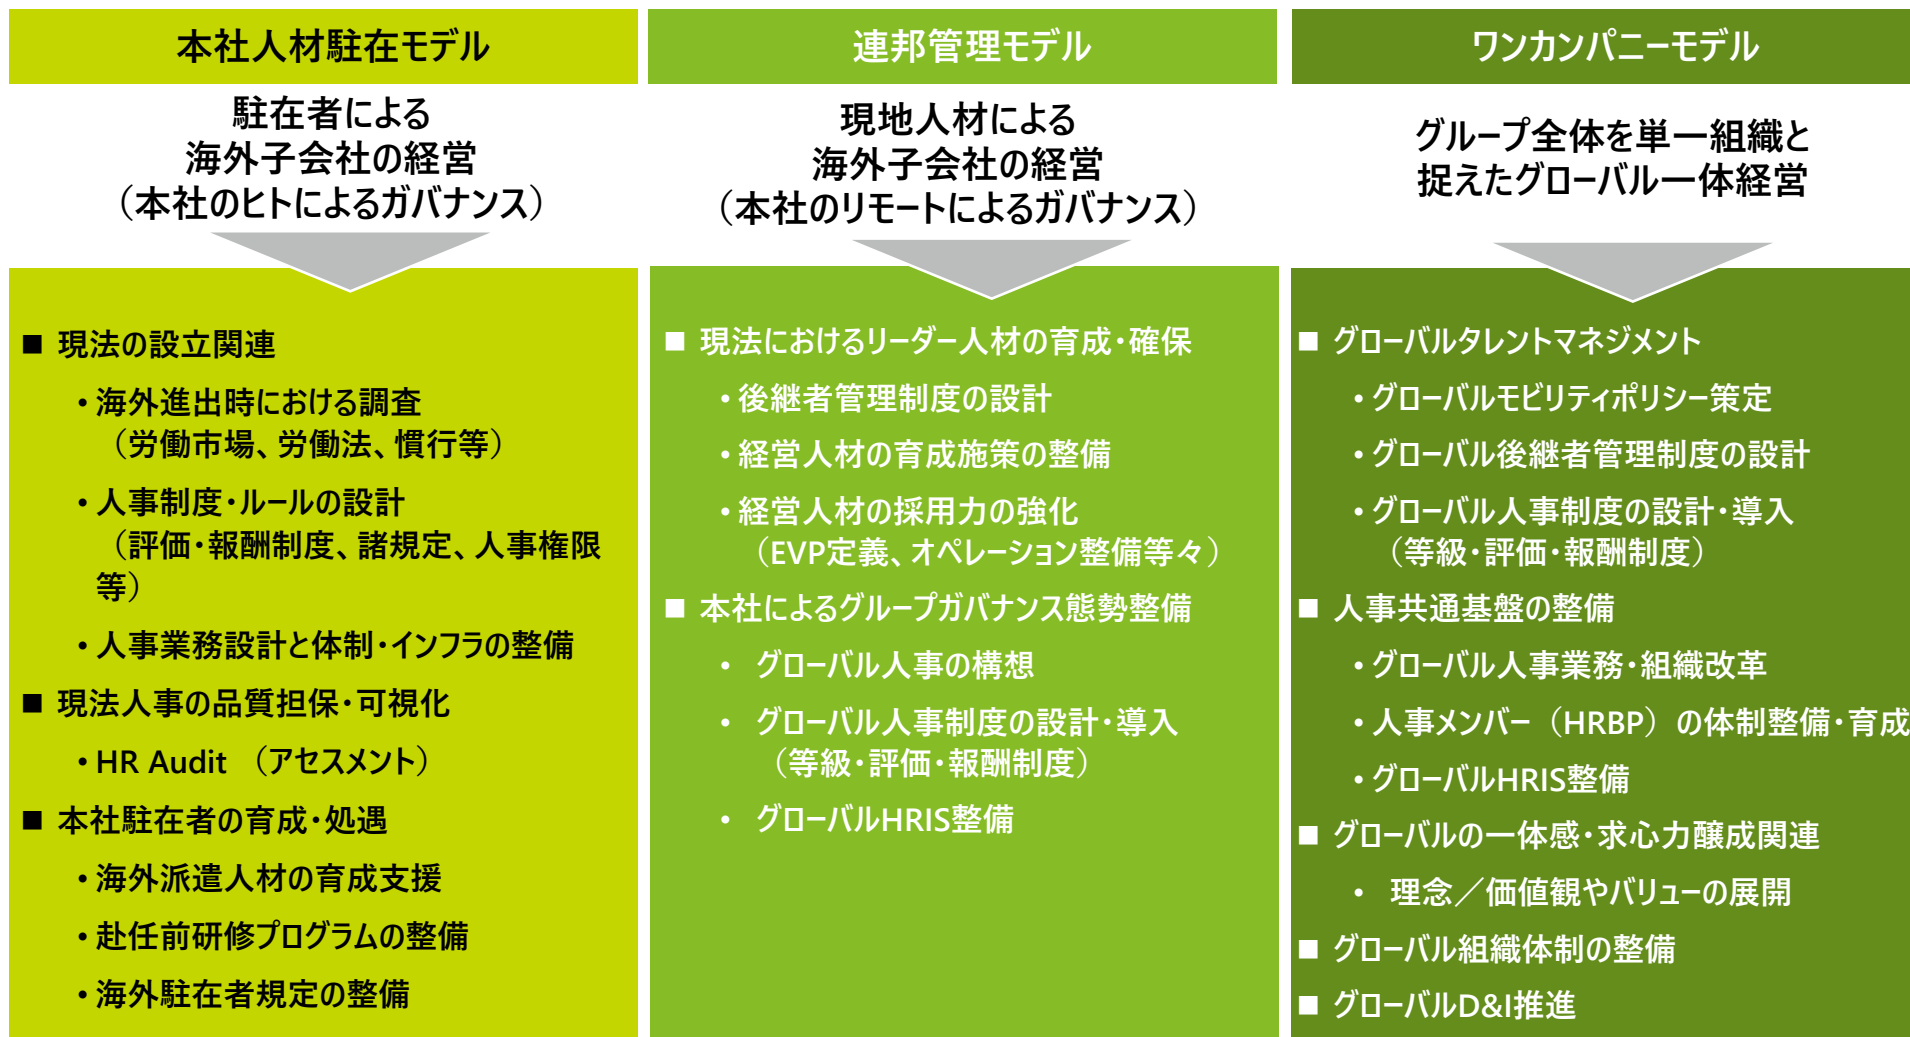 本社人材駐在モデル
駐在者による
海外子会社の経営
（本社のヒトによるガバナンス）
■ 現法の設立関連
・海外進出時における調査
（労働市場、労働法、慣行等）
・人事制度・ルールの設計
（評価・報酬制度、諸規定、人事権限
等）
・人事業務設計と体制・インフラの整備
■ 現法人事の品質担保・可視化
・HR Audit （アセスメント）
■ 本社駐在者の育成・処遇
・海外派遣人材の育成支援
・赴任前研修プログラムの整備
・海外駐在者規定の整備
連邦管理モデル
現地人材による
海外子会社の経営
（本社のリモートによるガバナンス）
■ 現法におけるリーダー人材の育成・確保
・後継者管理制度の設計
・経営人材の育成施策の整備
・経営人材の採用力の強化
（EVP定義、オペレーション整備等々）
■ 本社によるグループガバナンス態勢整備
・ グローバル人事の構想
・ グローバル人事制度の設計・導入
（等級・評価・報酬制度）
・ グローバルHRIS整備
ワンカンパニーモデル
グループ全体を単一組織と
捉えたグローバル一体経営
■ グローバルタレントマネジメント
・グローバルモビリティポリシー策定
・グローバル後継者管理制度の設計
・グローバル人事制度の設計・導入
（等級・評価・報酬制度）
■ 人事共通基盤の整備
・グローバル人事業務・組織改革
・人事メンバー（HRBP）の体制整備・育成
・グローバルHRIS整備
■ グローバルの一体感・求心力醸成関連
・ 理念／価値観やバリューの展開
■ グローバル組織体制の整備
■ グローバルD&I推進